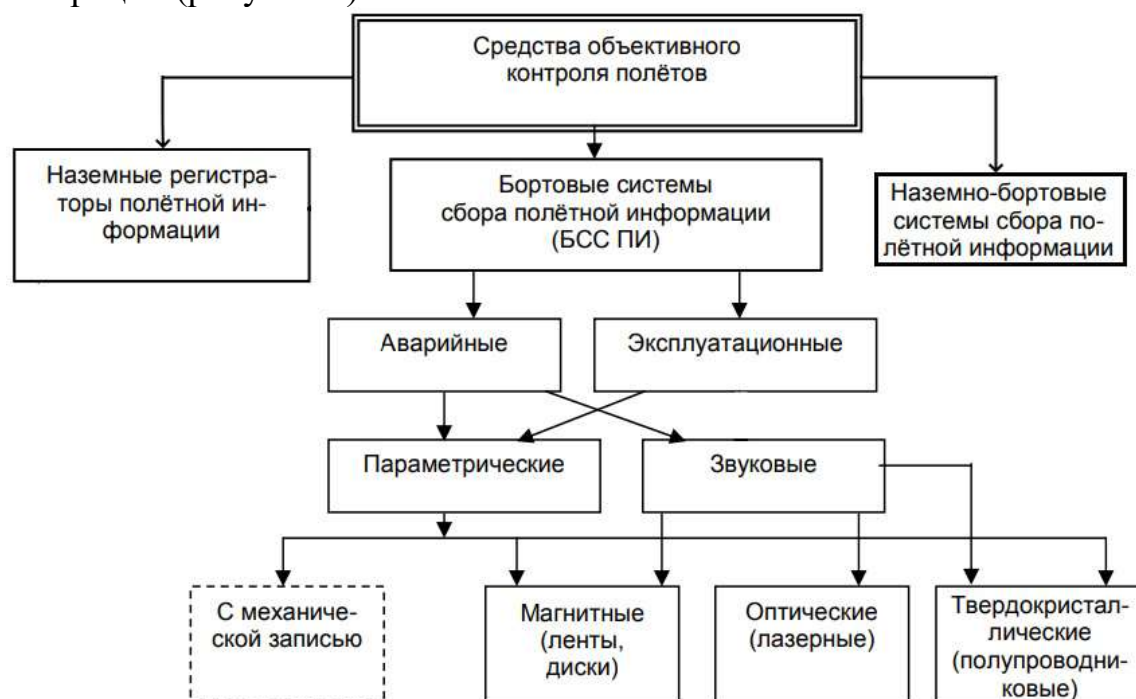 Средства объективного
контроля полётов
Наземные регистра-
торы полётной ин-
формации
Бортовые системы
сбора полётной информации
(БСС ПИ)
Наземно-бортовые
системы сбора по-
лётной информации
Аварийные
Эксплуатационные
Параметрические
Звуковые
С механиче-
ской записью
Магнитные
(ленты,
диски)
Оптические
(лазерные)
Твердокристал-
лические
(полупроводни-
ковые)